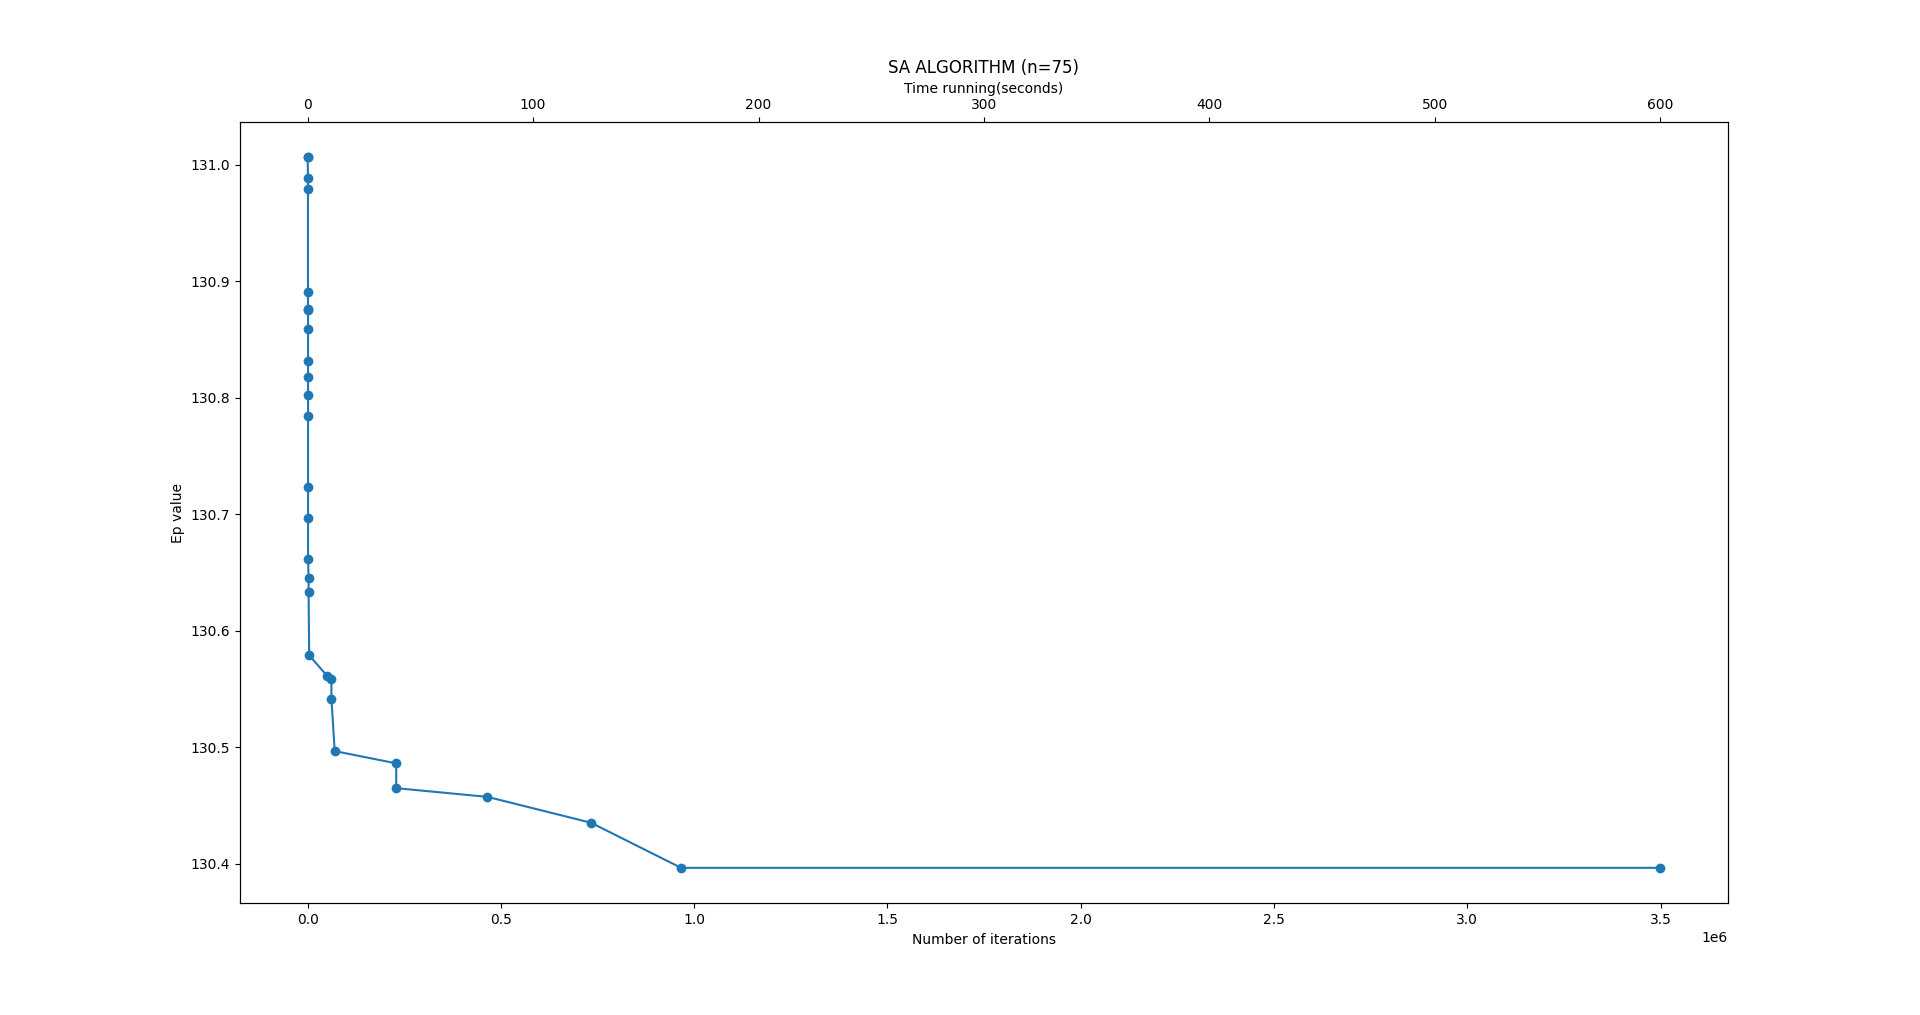 SA ALGORITHM (n=75)
Time running(seconds)
0 100 200 300 400 500 600
131.0
130.9
130.8
130.7
130.6
130.5
130.4
Ep value
0.0 0.5 1.0 1.5 2.0 2.5 3.0 3.5
1e6
Number of iterations